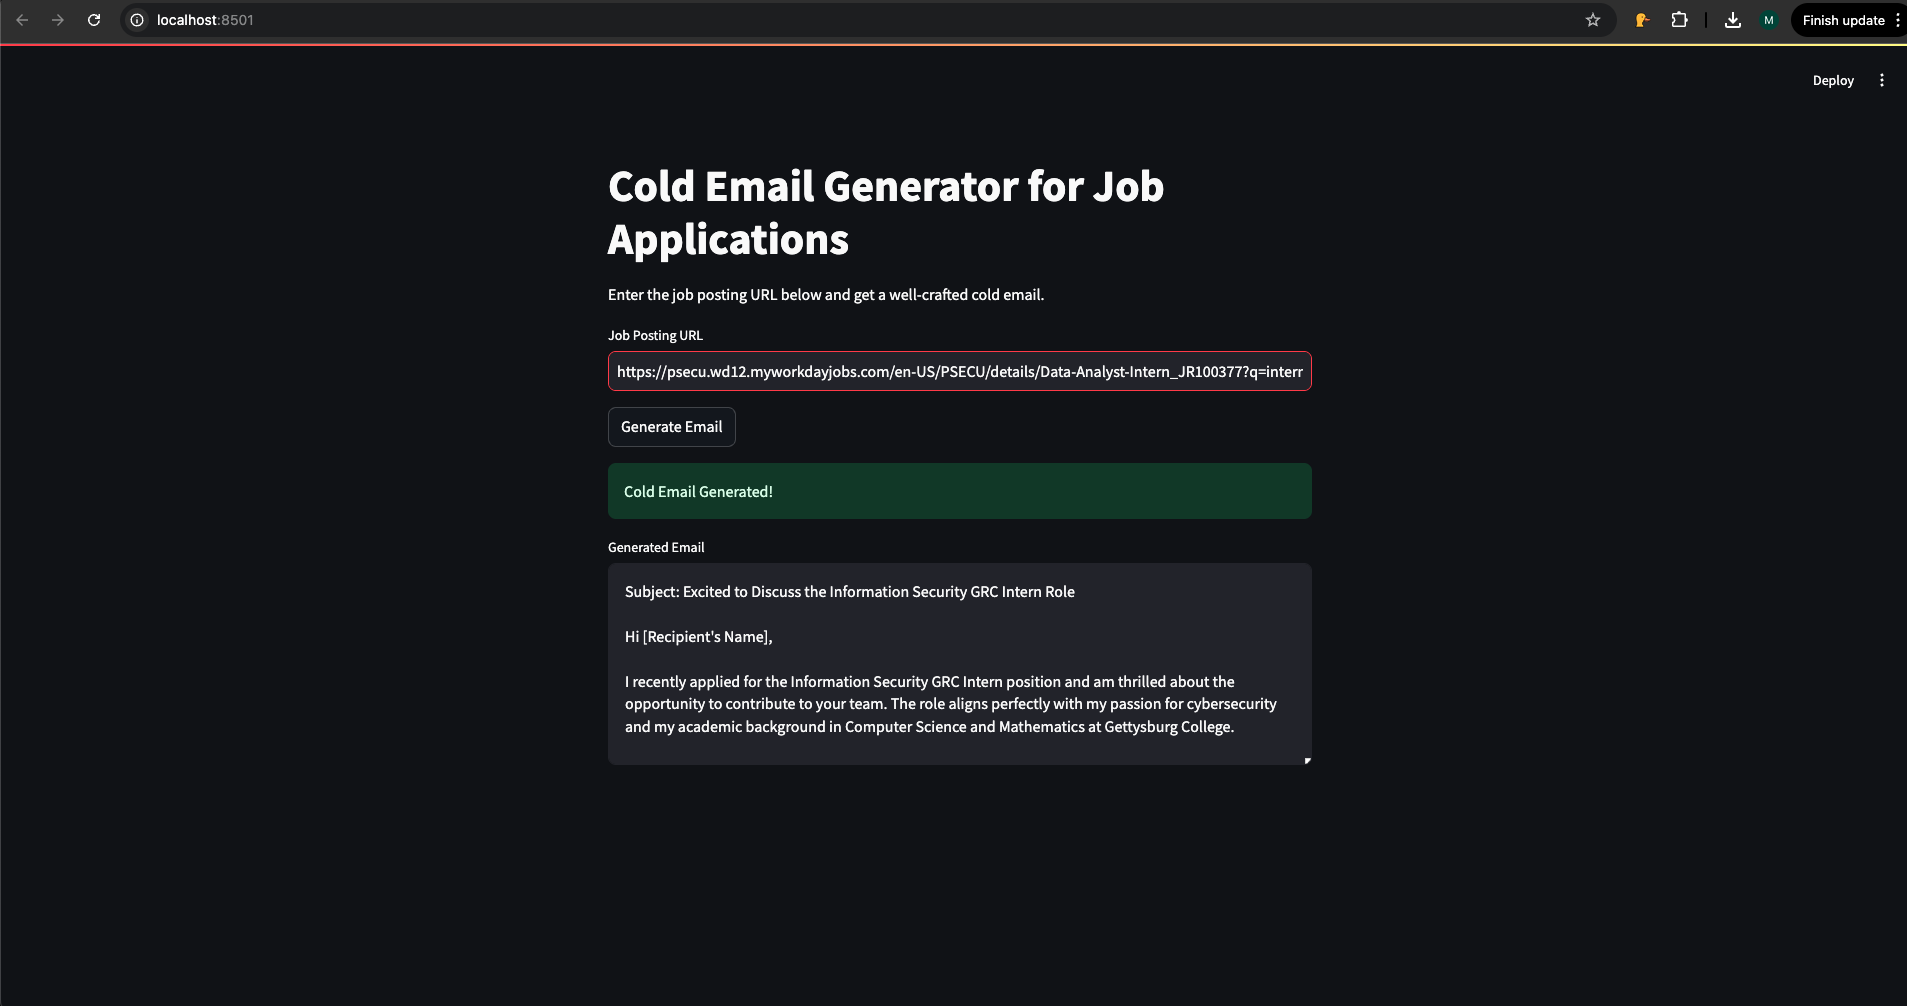 localhost:8501
M
Finish update
Deploy
Cold Email Generator for Job
Applications
Enter the job posting URL below and get a well-crafted cold email.
Job Posting URL
https://psecu.wd12.myworkdayjobs.com/en-US/PSECU/details/Data-Analyst-Intern_JR100377?q=intern
Generate Email
Cold Email Generated!
Generated Email
Subject: Excited to Discuss the Information Security GRC Intern Role
Hi [Recipient's Name],
I recently applied for the Information Security GRC Intern position and am thrilled about the
opportunity to contribute to your team. The role aligns perfectly with my passion for cybersecurity
and my academic background in Computer Science and Mathematics at Gettysburg College.